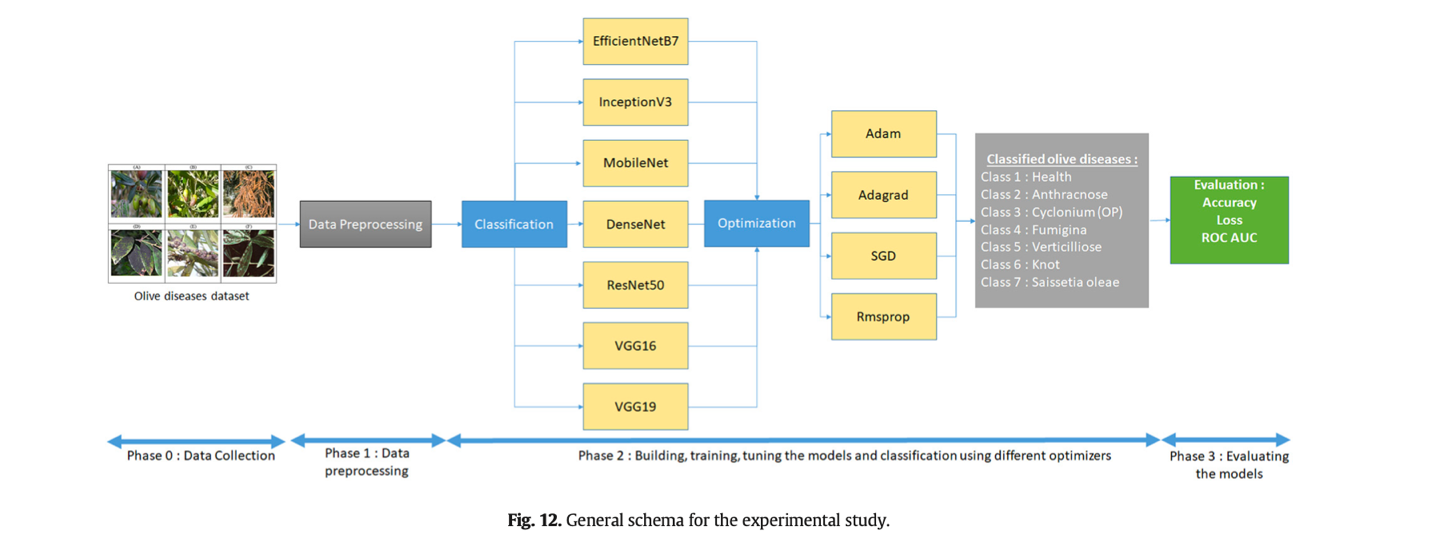 (A) (B) (C)
(D) (E) (F)
Olive diseases dataset
Data Preprocessing
Classification
EfficientNetB7
InceptionV3
MobileNet
DenseNet
ResNet50
VGG16
VGG19
Optimization
Adam
Adagrad
SGD
Rmsprop
Classified olive diseases :
Class 1 : Health
Class 2 : Anthracnose
Class 3 : Cyclonium (OP)
Class 4 : Fumigina
Class 5 : Verticilliose
Class 6 : Knot
Class 7 : Saissetia oleae
Evaluation :
Accuracy
Loss
ROC AUC
Phase 0 : Data Collection
Phase 1 : Data
preprocessing
Phase 2 : Building, training, tuning the models and classification using different optimizers
Phase 3 : Evaluating
the models
Fig. 12. General schema for the experimental study.